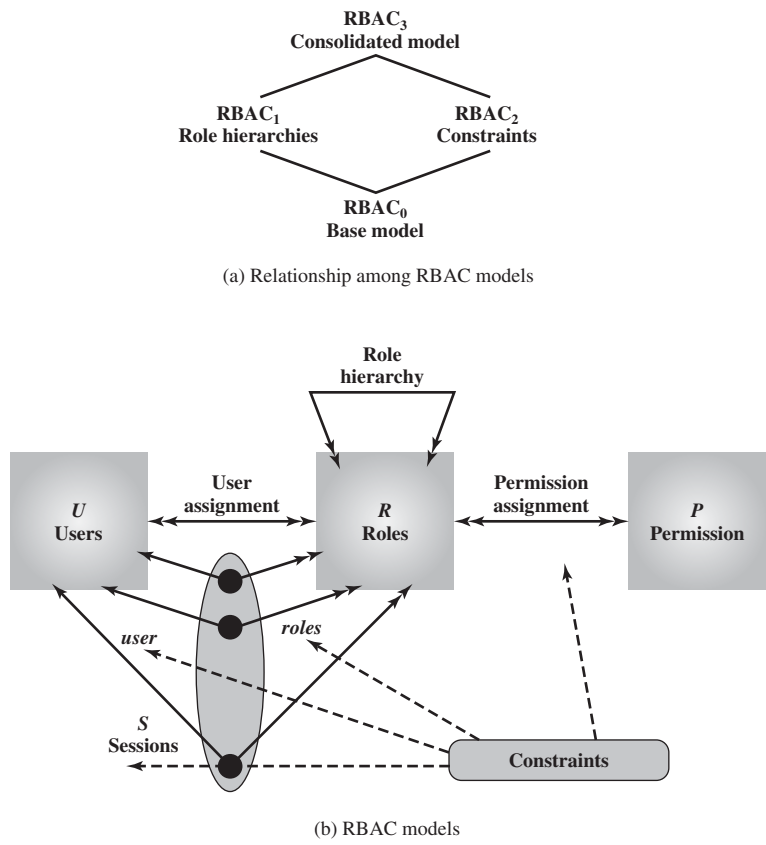 RBAC₃
Consolidated model
RBAC₁
Role hierarchies
RBAC₂
Constraints
RBAC₀
Base model
(a) Relationship among RBAC models
Role
hierarchy
U
Users
User
assignment
R
Roles
Permission
assignment
P
Permission
user
roles
S
Sessions
Constraints
(b) RBAC models